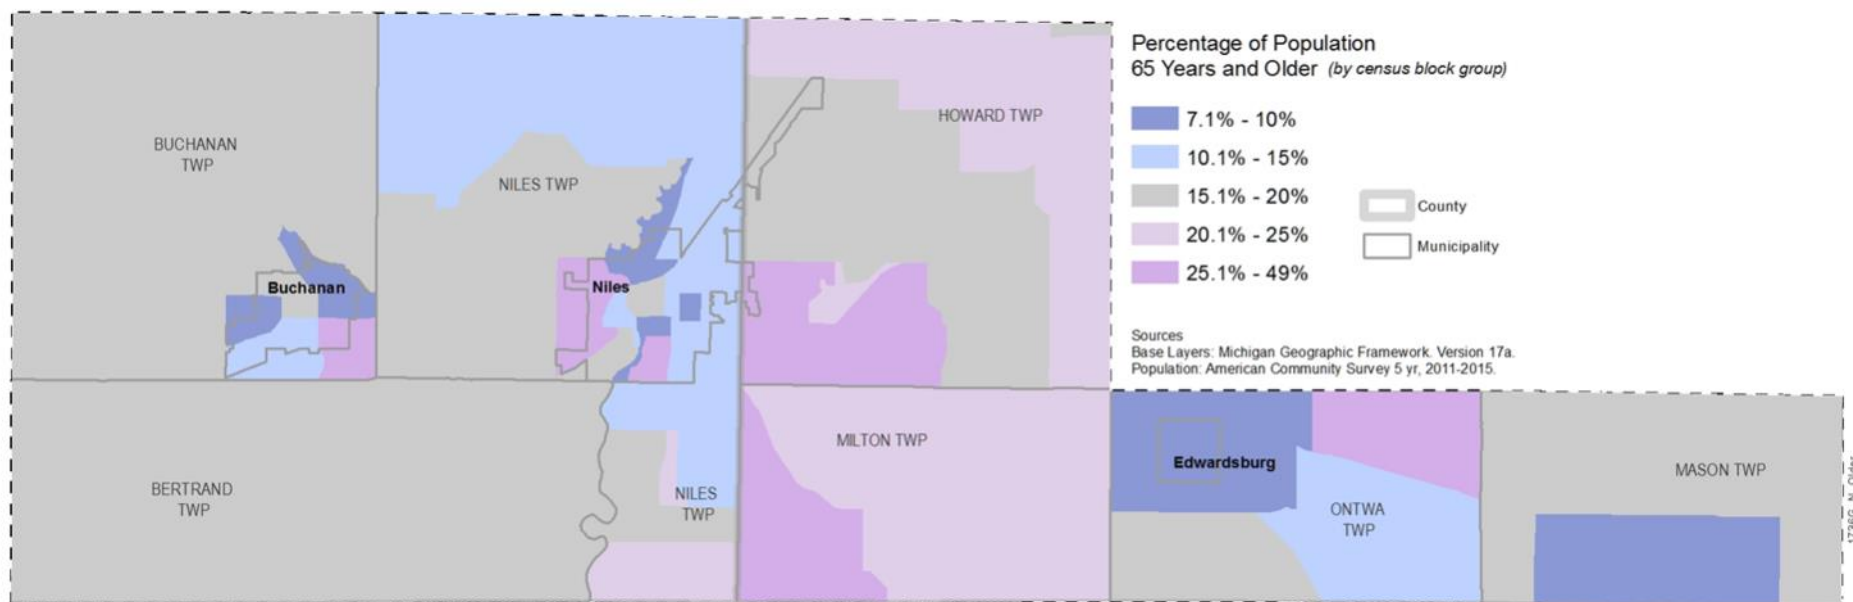 Percentage of Population
65 Years and Older (by census block group)
7.1% - 10%
10.1% - 15%
15.1% - 20%
20.1% - 25%
25.1% - 49%
County
Municipality
Sources
Base Layers: Michigan Geographic Framework. Version 17a.
Population: American Community Survey 5 yr, 2011-2015.
BUCHANAN
TWP
NILES TWP
HOWARD TWP
Buchanan
Niles
BERTRAND
TWP
NILES
TWP
MILTON TWP
Edwardsburg
ONTWA
TWP
MASON TWP